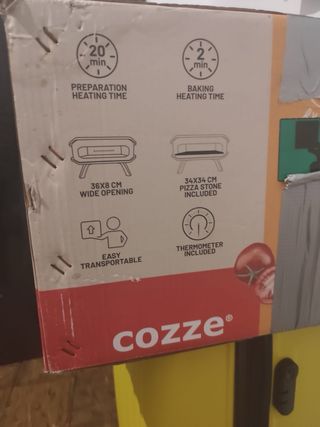 20
min
PREPARATION
HEATING TIME
2
min
BAKING
HEATING TIME
36X8 CM
WIDE OPENING
34X34 CM
PIZZA STONE
INCLUDED
EASY
TRANSPORTABLE
THERMOMETER
INCLUDED
cozze®